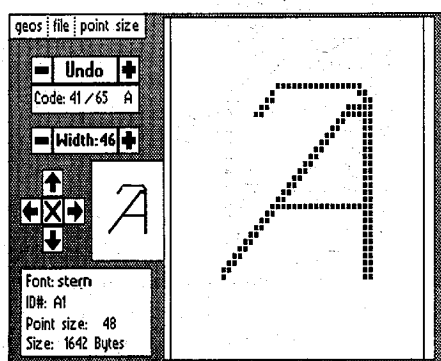 geos file point size
Undo
Code: 41/65 A
Width:46
Font: stern
ID#: A1
Point size: 48
Size: 1642 Bytes